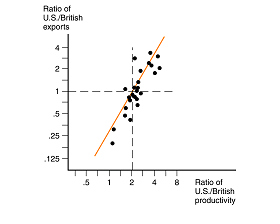 Ratio of
U.S./British
exports
4
2
1
.5
.25
.125
.5 1 2 4 8
Ratio of
U.S./British
productivity